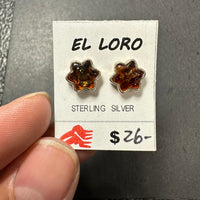 EL LORO
STERLING SILVER
$26-